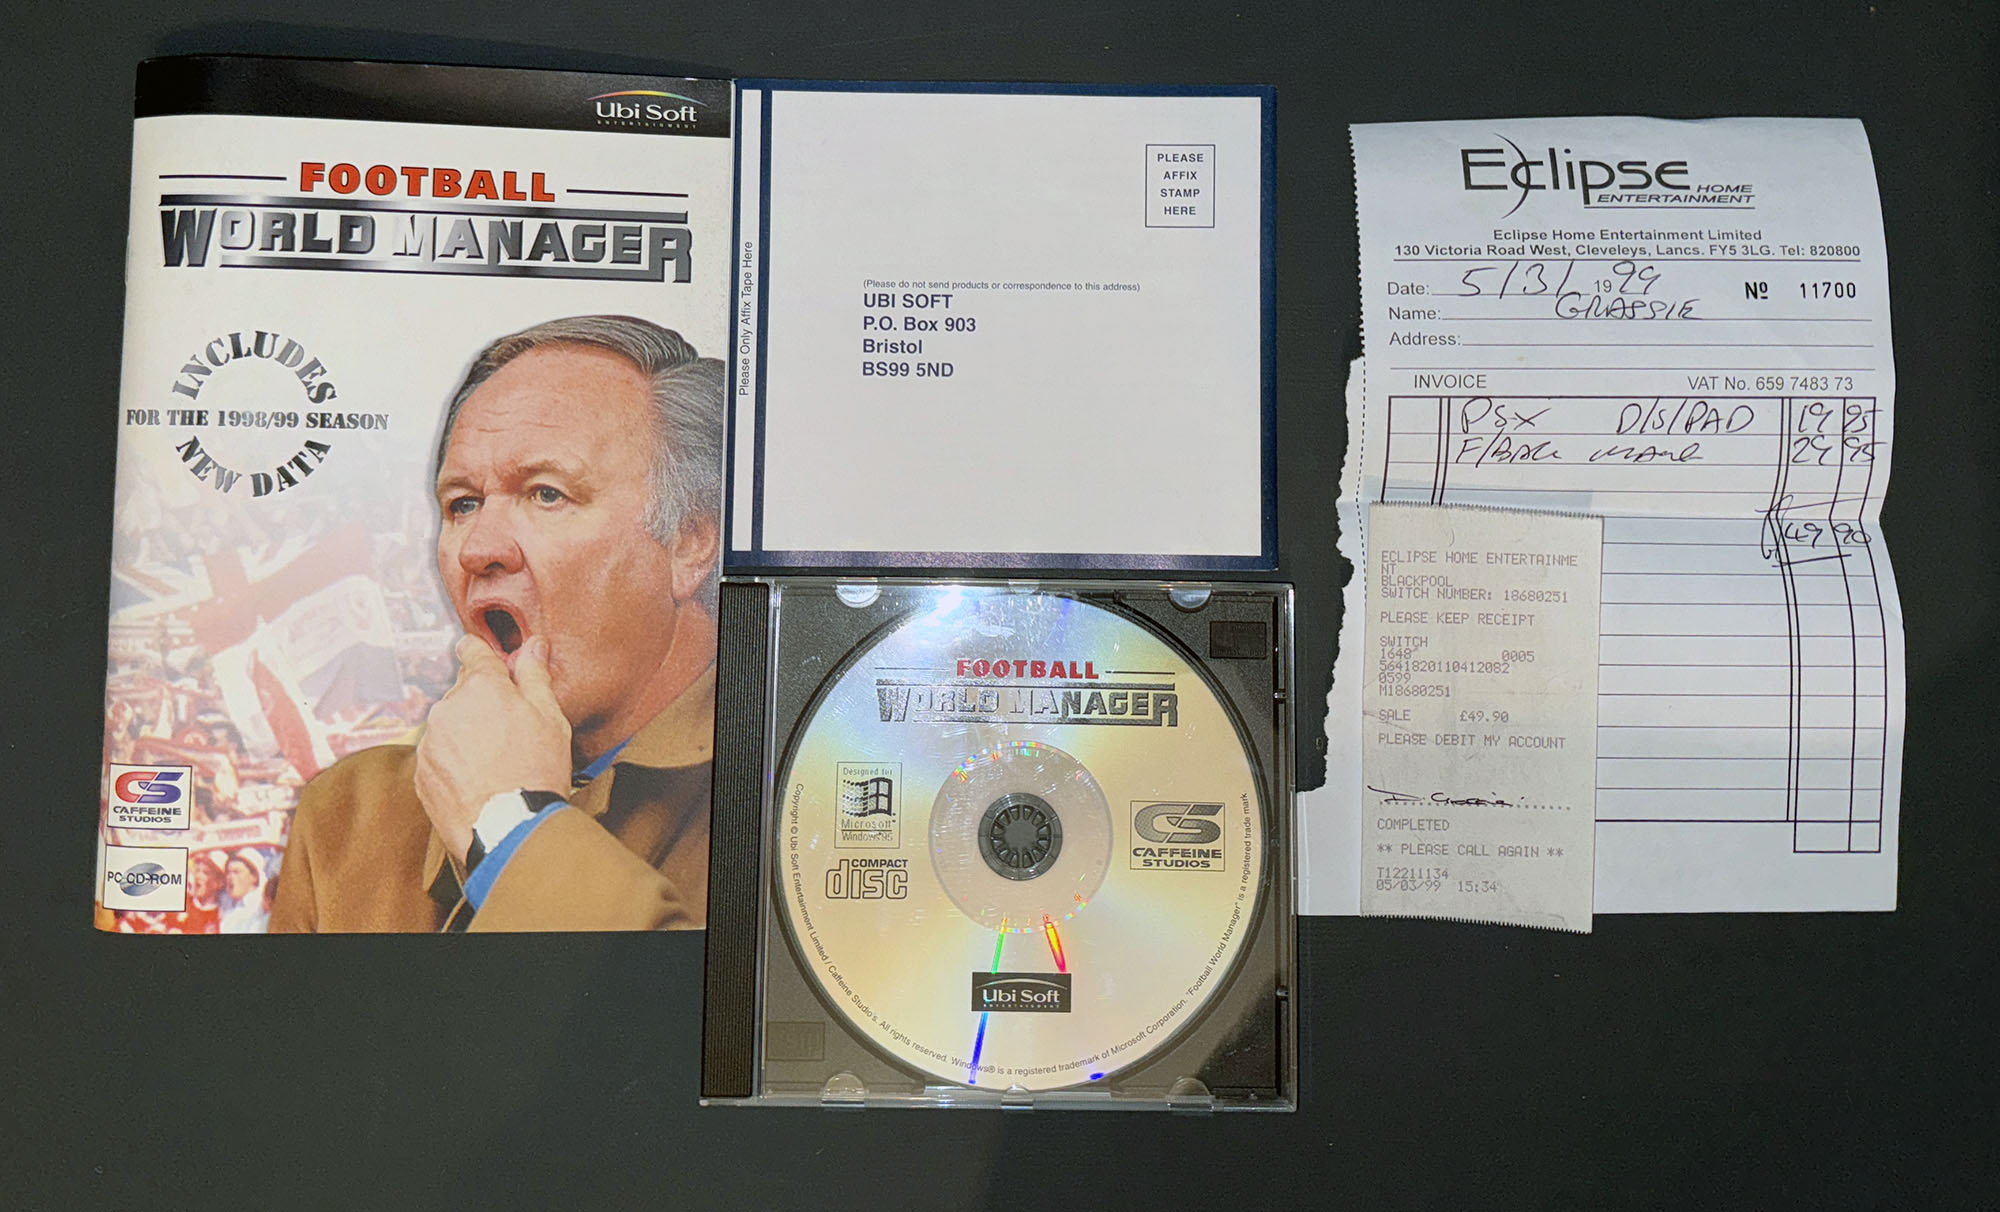 Ubi Soft
ENTERTAINMENT
FOOTBALL
WORLD MANAGER
INCLUDES
FOR THE 1998/99 SEASON
NEW DATA
CS
CAFFEINE
STUDIOS
PC CD-ROM
Please Only Affix Tape Here
PLEASE
AFFIX
STAMP
HERE
(Please do not send products or correspondence to this address)
UBI SOFT
P.O. Box 903
Bristol
BS99 5ND
FOOTBALL
WORLD MANAGER
Designed for
Microsoft
Windows 95
COMPACT
disc
CS
CAFFEINE
STUDIOS
Ubi Soft
ENTERTAINMENT
Copyright © Ubi Soft Entertainment Limited / Caffeine Studio's. All rights reserved. Windows® is a registered trademark of Microsoft Corporation. "Football World Manager" is a registered trade mark
Eclipse HOME
ENTERTAINMENT
Eclipse Home Entertainment Limited
130 Victoria Road West, Cleveleys, Lancs. FY5 3LG. Tel: 820800
Date: 5/3/ 1999 Nº 11700
Name: GRASSIE
Address:
INVOICE VAT No. 659 7483 73
PSX D/S/PAD 19 95
F/BALL 29 95
49 90
ECLIPSE HOME ENTERTAINME
NT
BLACKPOOL
SWITCH NUMBER: 18680251
PLEASE KEEP RECEIPT
SWITCH
1648 0005
5641820110412082
0599
M18680251
SALE £49.90
PLEASE DEBIT MY ACCOUNT
COMPLETED
** PLEASE CALL AGAIN **
T12211134
05/03/99 15:34